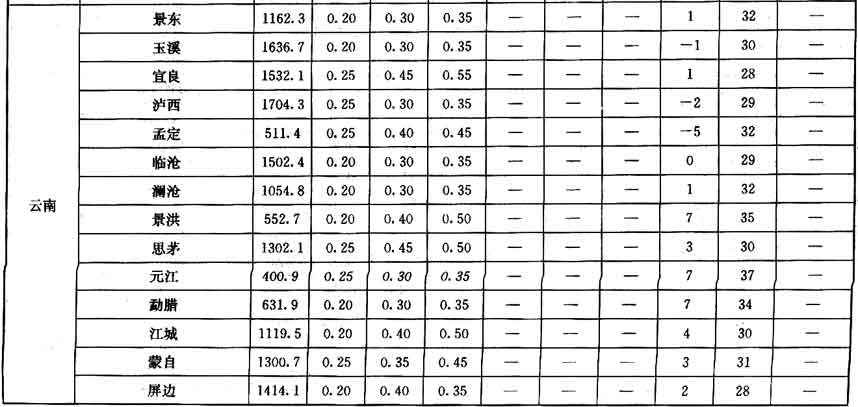 景东 1162.3 0.20 0.30 0.35 — — — 1 32 —
玉溪 1636.7 0.20 0.30 0.35 — — — -1 30 —
宜良 1532.1 0.25 0.45 0.55 — — — 1 28 —
泸西 1704.3 0.25 0.30 0.35 — — — -2 29 —
孟定 511.4 0.25 0.40 0.45 — — — -5 32 —
临沧 1502.4 0.20 0.30 0.35 — — — 0 29 —
澜沧 1054.8 0.20 0.30 0.35 — — — 1 32 —
云南
景洪 552.7 0.20 0.40 0.50 — — — 7 35 —
思茅 1302.1 0.25 0.45 0.50 — — — 3 30 —
元江 400.9 0.25 0.30 0.35 — — — 7 37 —
勐腊 631.9 0.20 0.30 0.35 — — — 7 34 —
江城 1119.5 0.20 0.40 0.50 — — — 4 30 —
蒙自 1300.7 0.25 0.35 0.45 — — — 3 31 —
屏边 1414.1 0.20 0.40 0.35 — — — 2 28 —